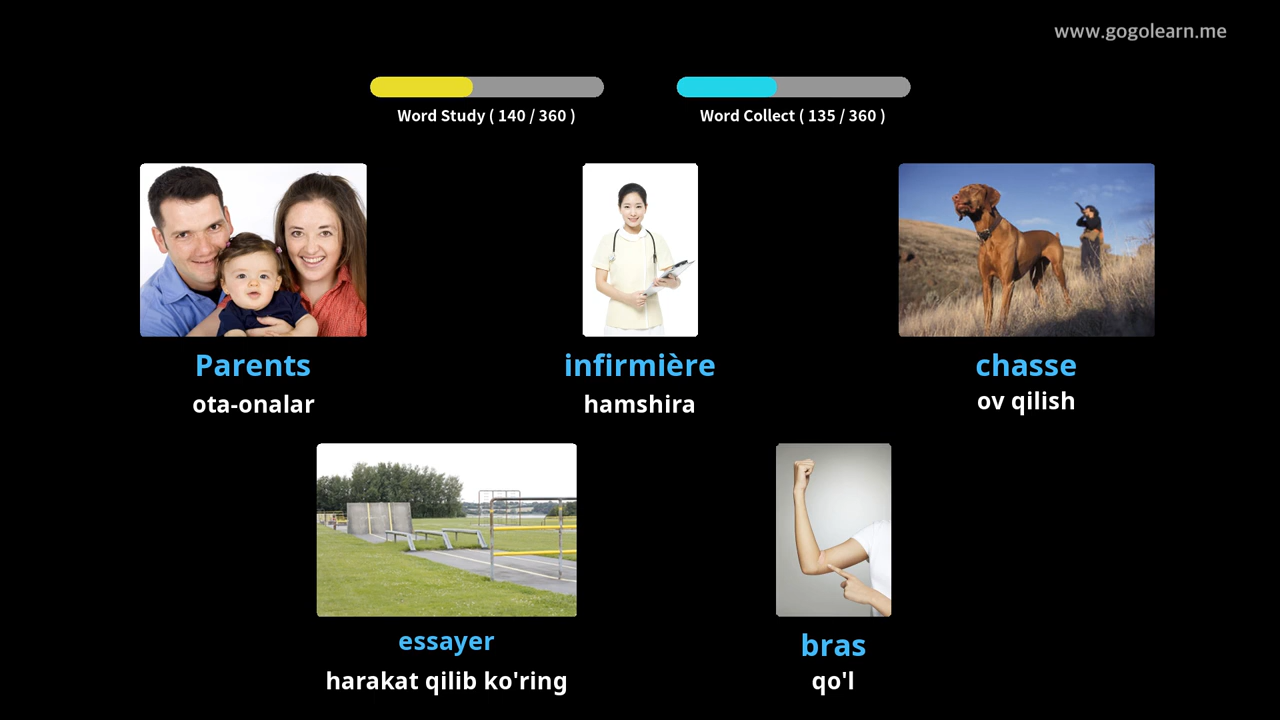 www.gogolearn.me
Word Study ( 140 / 360 )
Word Collect ( 135 / 360 )
Parents
ota-onalar
infirmière
hamshira
chasse
ov qilish
essayer
harakat qilib ko'ring
bras
qo'l